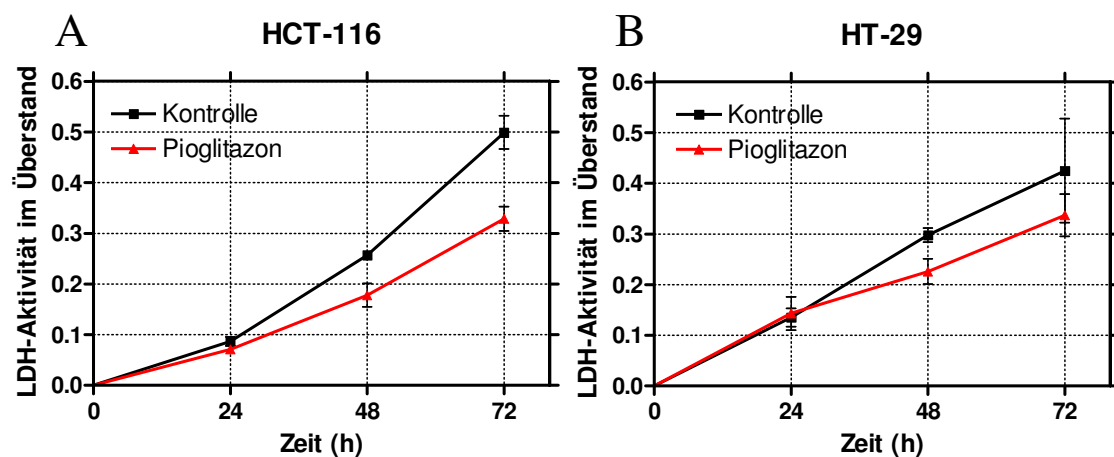 A
HCT-116
LDH-Aktivität im Überstand
0.6
0.5
0.4
0.3
0.2
0.1
0.0
Kontrolle
Pioglitazon
0 24 48 72
Zeit (h)
B
HT-29
LDH-Aktivität im Überstand
0.6
0.5
0.4
0.3
0.2
0.1
0.0
Kontrolle
Pioglitazon
0 24 48 72
Zeit (h)